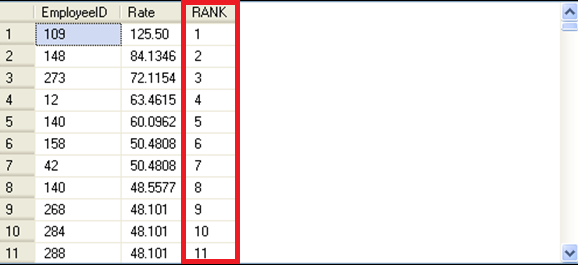 EmployeeID Rate RANK
1 109 125.50 1
2 148 84.1346 2
3 273 72.1154 3
4 12 63.4615 4
5 140 60.0962 5
6 158 50.4808 6
7 42 50.4808 7
8 140 48.5577 8
9 268 48.101 9
10 284 48.101 10
11 288 48.101 11